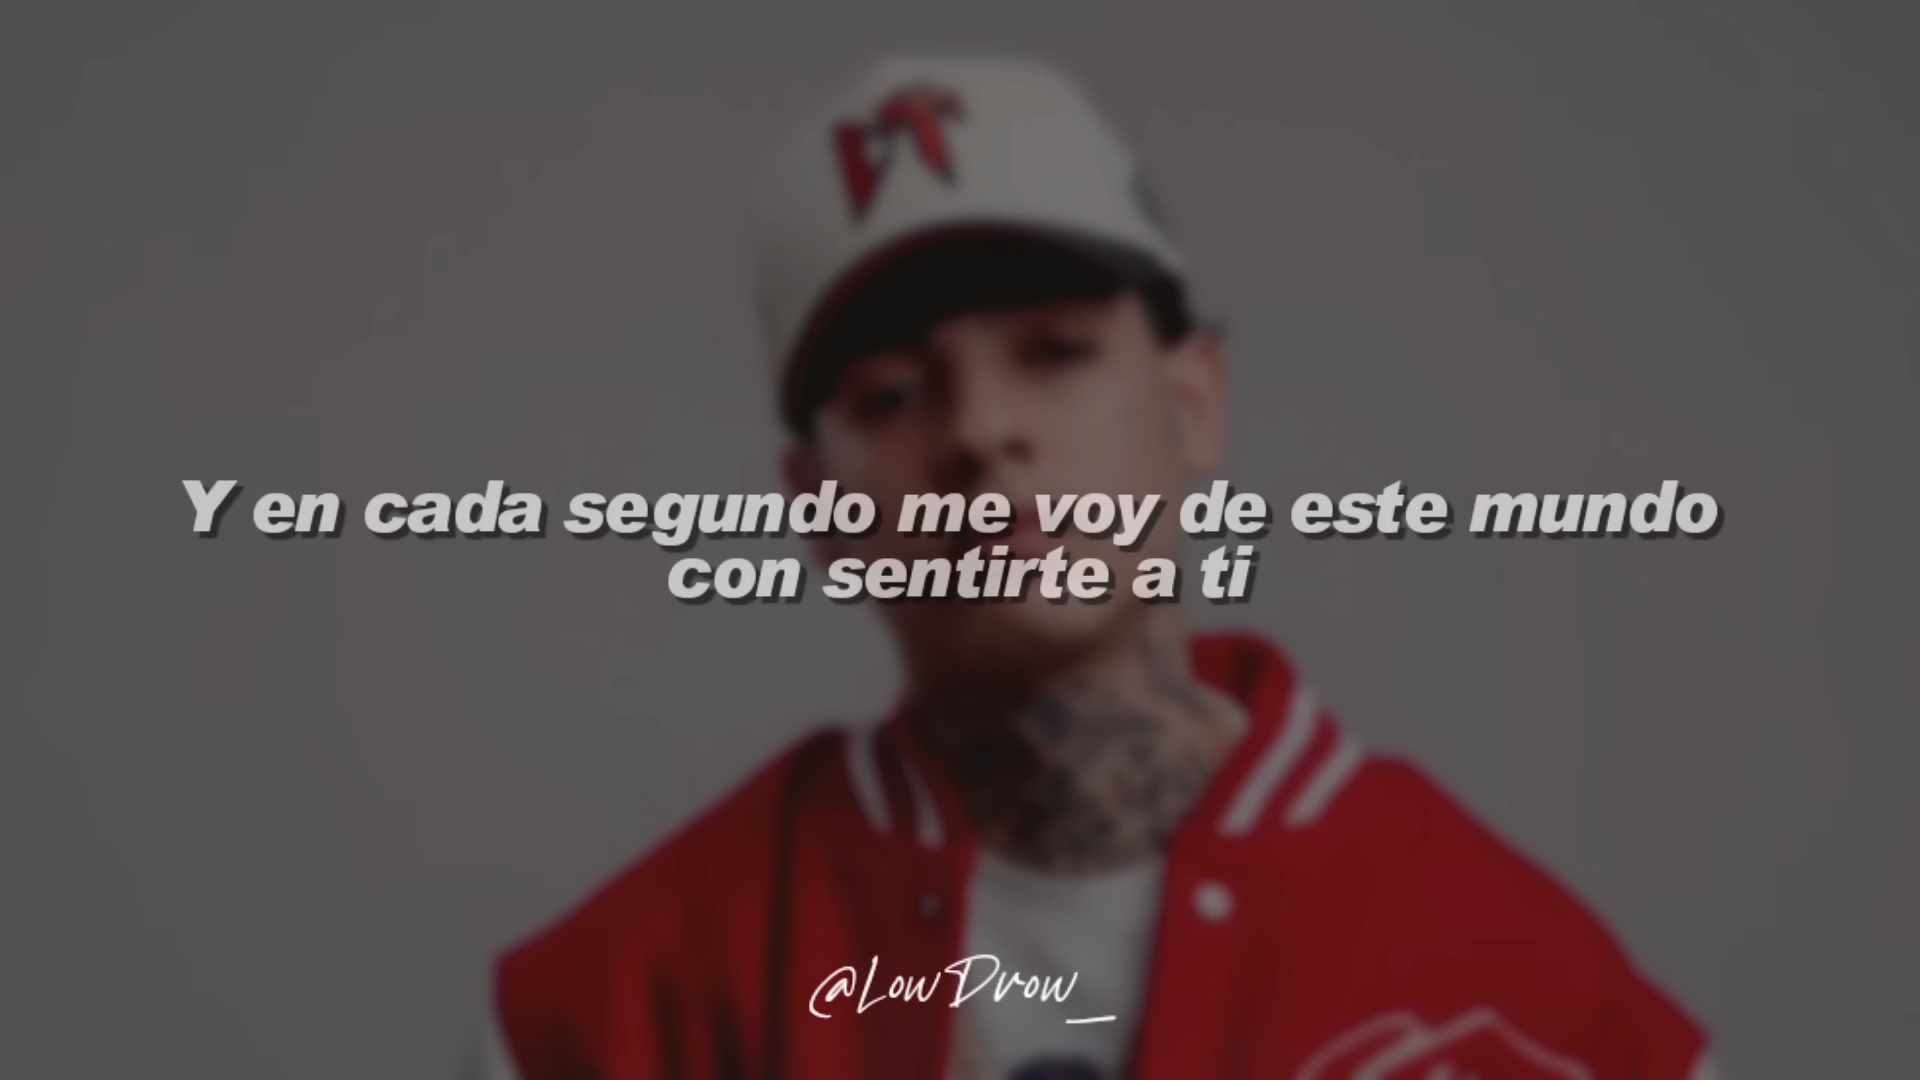 Y en cada segundo me voy de este mundo
con sentirte a ti
@LowDrow_